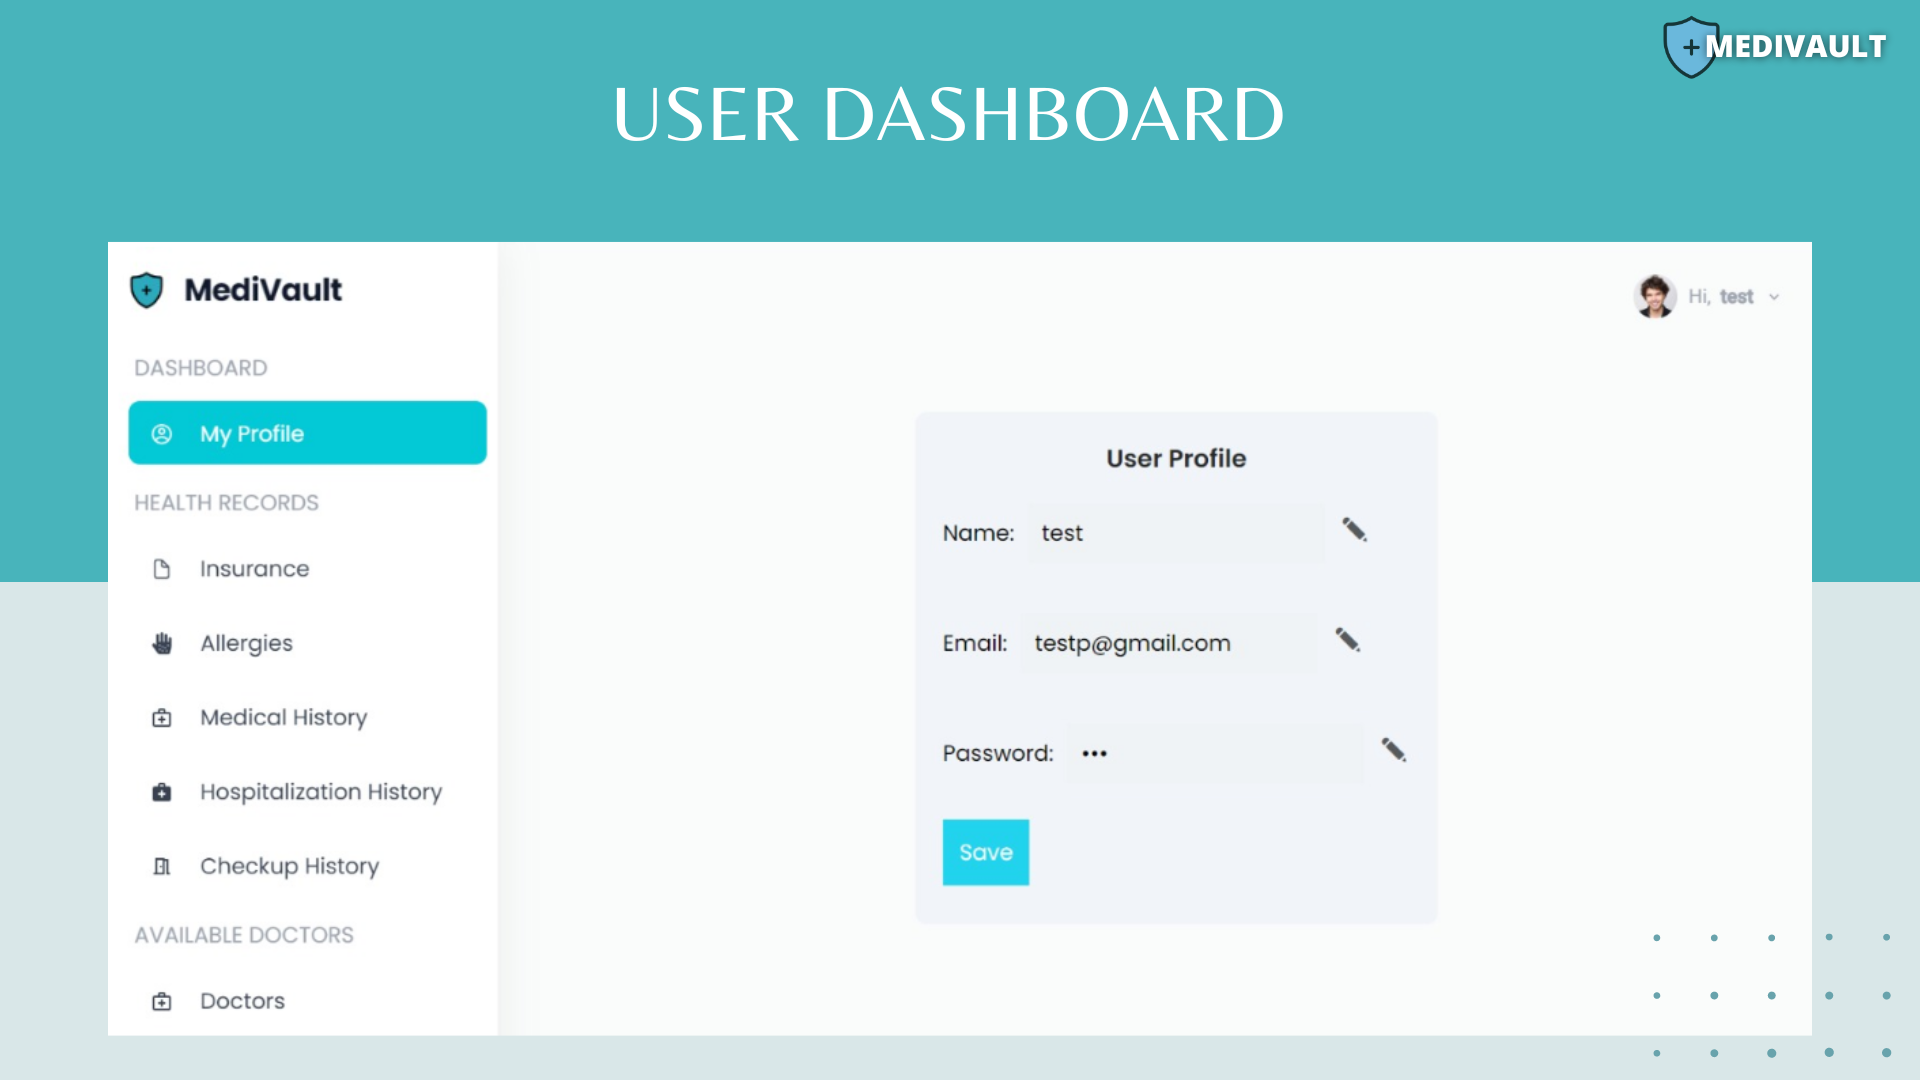 MEDIVAULT
USER DASHBOARD
MediVault
Hi, test
DASHBOARD
My Profile
HEALTH RECORDS
Insurance
Allergies
Medical History
Hospitalization History
Checkup History
AVAILABLE DOCTORS
Doctors
User Profile
Name: test
Email: testp@gmail.com
Password: •••
Save